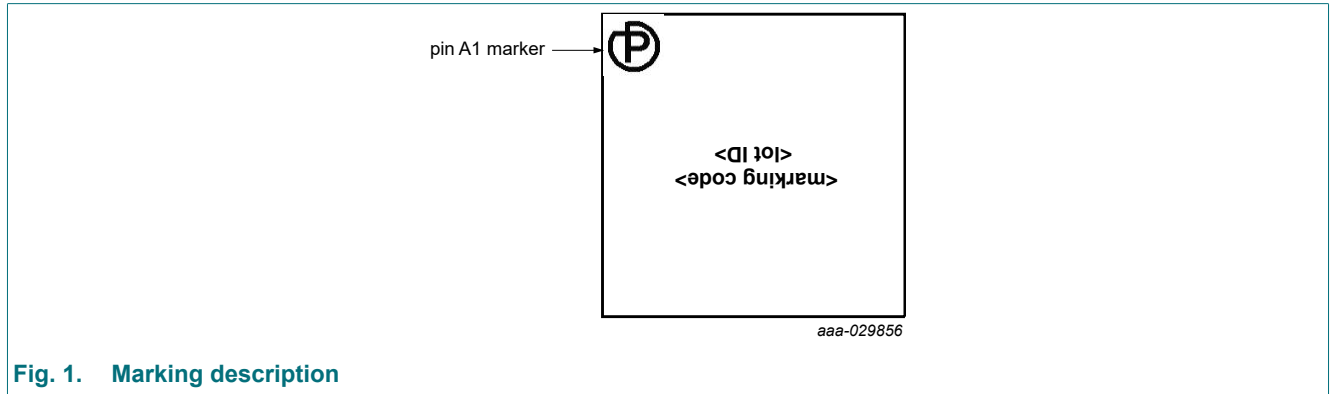 pin A1 marker
<marking code>
<lot ID>
aaa-029856
Fig. 1. Marking description